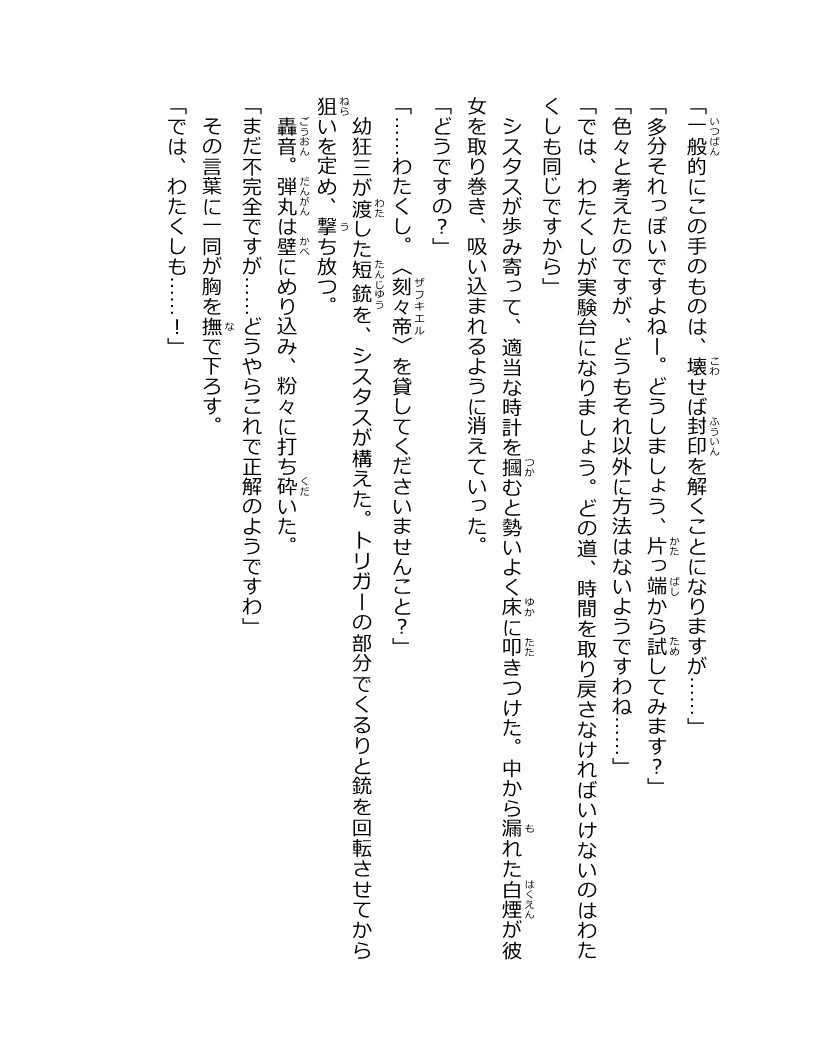 「一般的にこの手のものは、壊せば封印を解くことになりますが……」
「多分それっぽいですよねー。どうしましょう、片っ端から試してみます？」
「色々と考えたのですが、どうもそれ以外に方法はないようですわね……」
「では、わたくしが実験台になりましょう。どの道、時間を取り戻さなければいけないのはわた
くしも同じですから」
　シスタスが歩み寄って、適当な時計を摑むと勢いよく床に叩きつけた。中から漏れた白煙が彼
女を取り巻き、吸い込まれるように消えていった。
「どうですの？」
「……わたくし。〈刻々帝〉を貸してくださいませんこと？」
　幼狂三が渡した短銃を、シスタスが構えた。トリガーの部分でくるりと銃を回転させてから
狙いを定め、撃ち放つ。
　轟音。弾丸は壁にめり込み、粉々に打ち砕いた。
「まだ不完全ですが……どうやらこれで正解のようですわ」
　その言葉に一同が胸を撫で下ろす。
「では、わたくしも……！」